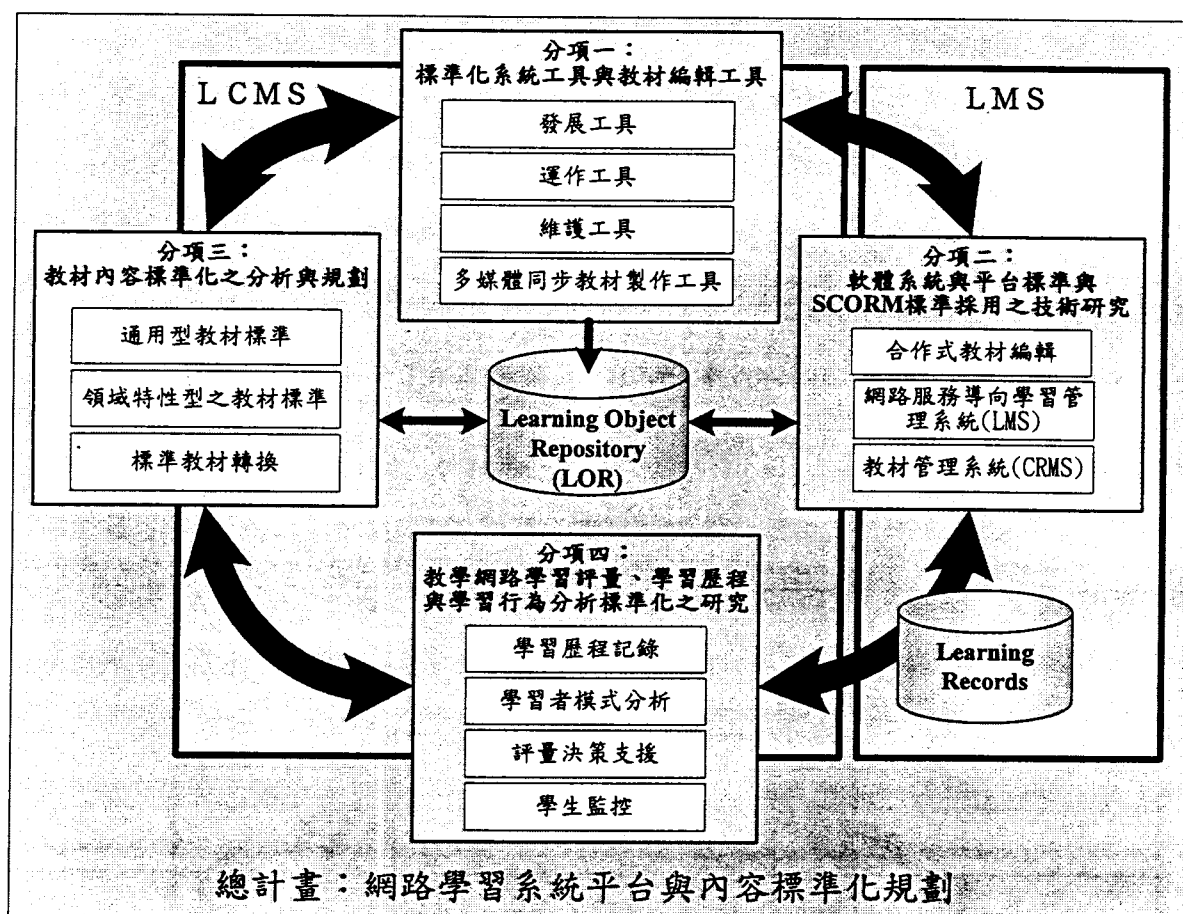 LCMS
分項一：
標準化系統工具與教材編輯工具
發展工具
運作工具
維護工具
多媒體同步教材製作工具
LMS
分項三：
教材內容標準化之分析與規劃
通用型教材標準
領域特性型之教材標準
標準教材轉換
Learning Object
Repository
(LOR)
分項二：
軟體系統與平台標準與
SCORM標準採用之技術研究
合作式教材編輯
網路服務導向學習管
理系統(LMS)
教材管理系統(CRMS)
分項四：
教學網路學習評量、學習歷程
與學習行為分析標準化之研究
學習歷程記錄
學習者模式分析
評量決策支援
學生監控
Learning
Records
總計畫：網路學習系統平台與內容標準化規劃